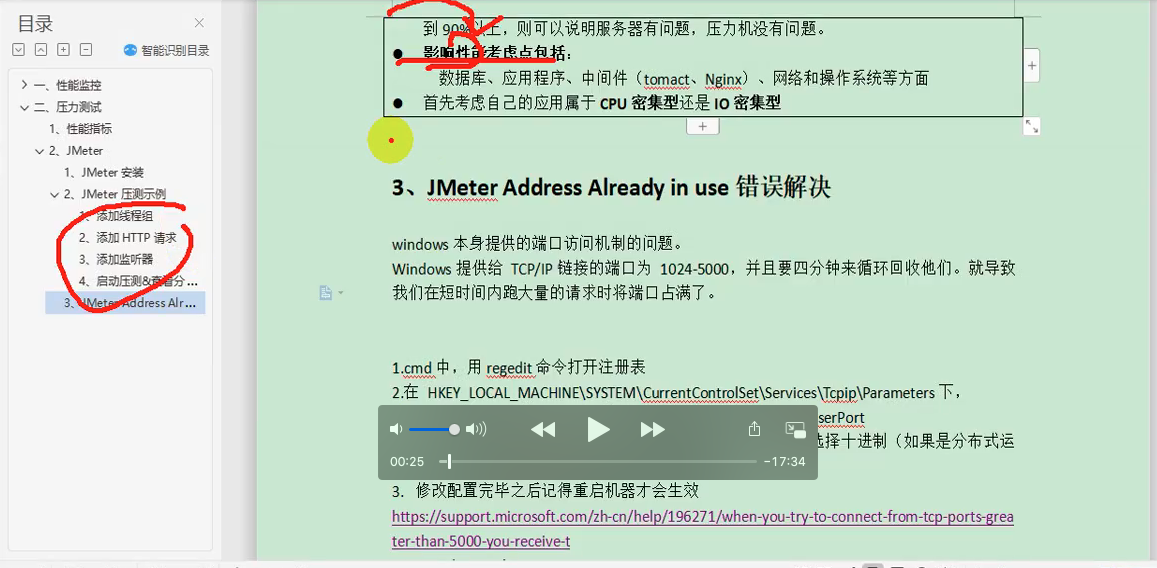 目录
智能识别目录
一、性能监控
二、压力测试
1、性能指标
2、JMeter
1、JMeter 安装
2、JMeter 压测示例
1、添加线程组
2、添加 HTTP 请求
3、添加监听器
4、启动压测&查看分...
3、JMeter Address Alr...
到 90%以上，则可以说明服务器有问题，压力机没有问题。
● 影响性能考虑点包括：
数据库、应用程序、中间件（tomact、Nginx）、网络和操作系统等方面
● 首先考虑自己的应用属于 CPU 密集型还是 IO 密集型
3、JMeter Address Already in use 错误解决
windows 本身提供的端口访问机制的问题。
Windows 提供给 TCP/IP 链接的端口为 1024-5000，并且要四分钟来循环回收他们。就导致
我们在短时间内跑大量的请求时将端口占满了。
1.cmd 中，用 regedit 命令打开注册表
2.在 HKEY_LOCAL_MACHINE\SYSTEM\CurrentControlSet\Services\Tcpip\Parameters 下，
serPort
选择十进制（如果是分布式运
00:25
-17:34
3. 修改配置完毕之后记得重启机器才会生效
https://support.microsoft.com/zh-cn/help/196271/when-you-try-to-connect-from-tcp-ports-grea
ter-than-5000-you-receive-t